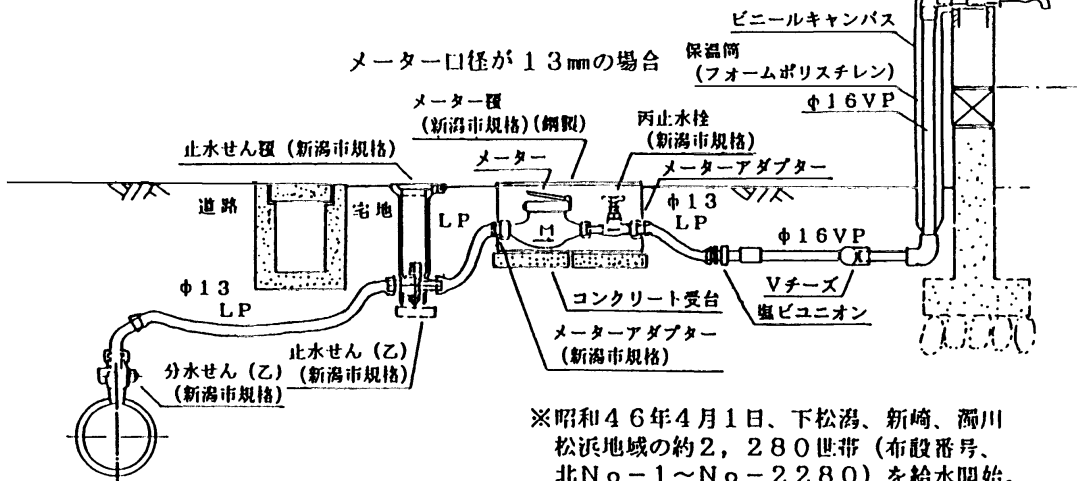 ビニールキャンバス
メーター口径が13㎜の場合
保温筒
(フォームポリスチレン)
φ16VP
メーター覆
(新潟市規格)(鋼製)
丙止水栓
(新潟市規格)
止水せん覆(新潟市規格)
メーター
メーターアダプター
道路
宅地
LP
φ13
LP
M
φ16VP
φ13
LP
コンクリート受台
Vチーズ
塩ビユニオン
メーターアダプター
(新潟市規格)
止水せん(乙)
(新潟市規格)
分水せん(乙)
(新潟市規格)
※昭和46年4月1日、下松潟、新崎、濁川
松浜地域の約2,280世帯(布設番号、
北No-1~No-2280)を給水開始。